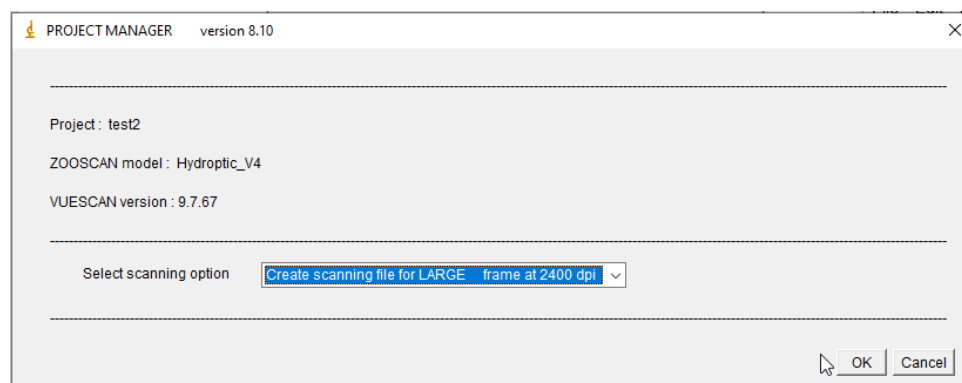 PROJECT MANAGER version 8.10
Project : test2
ZOOSCAN model : Hydroptic_V4
VUESCAN version : 9.7.67
Select scanning option Create scanning file for LARGE frame at 2400 dpi
OK Cancel